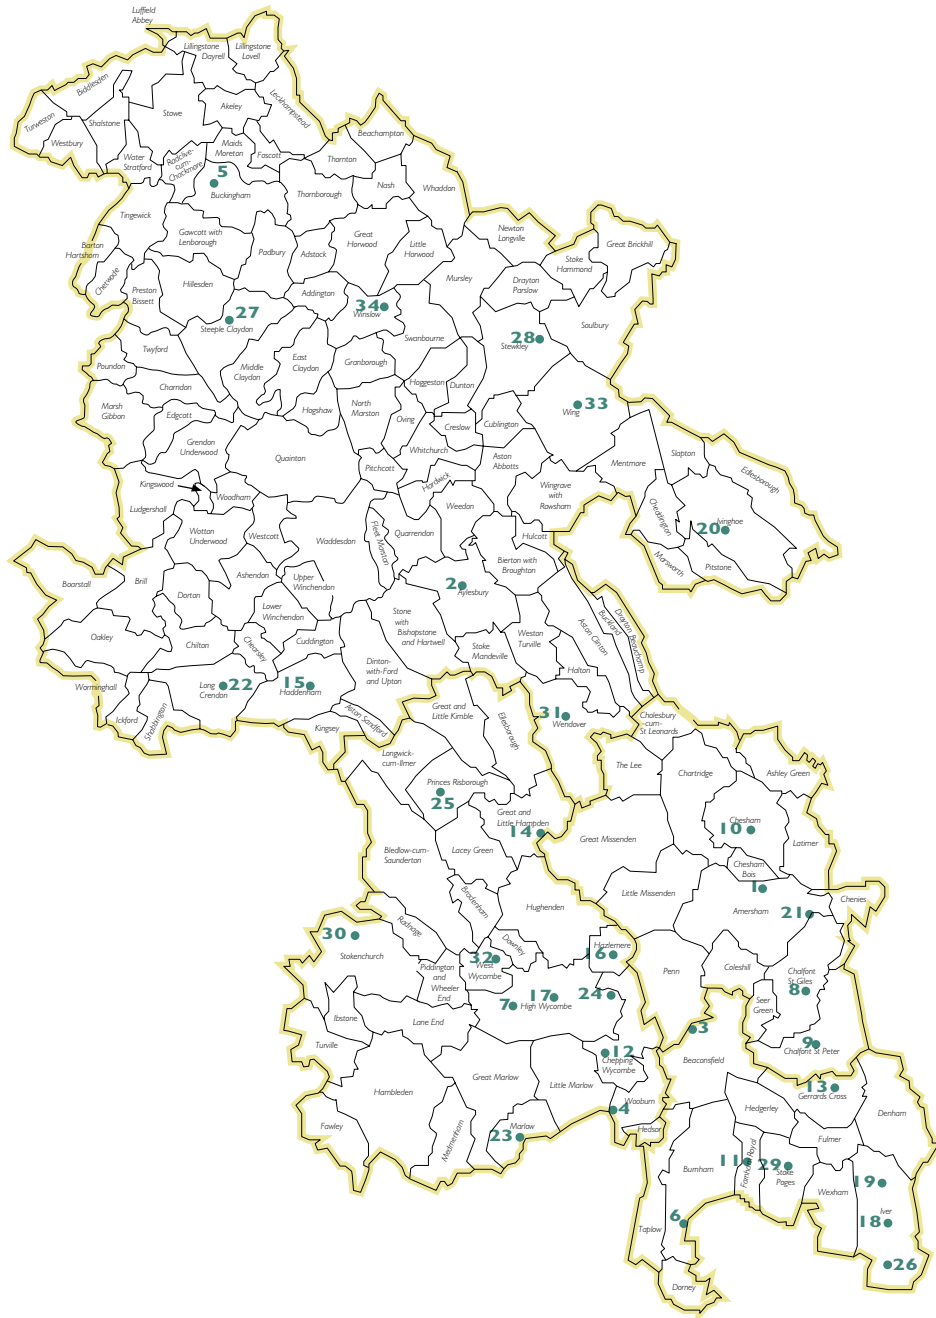 Luffield
Abbey
Lillingstone
Dayrell
Lillingstone
Lovell
Biddlesden
Leckhampstead
Turweston
Shalstone
Stowe
Akeley
Westbury
Beachampton
Water
Stratford
Radclive-
cum-
Chackmore
Maids
Moreton
Foscott
Thornton
5
Buckingham
Thornborough
Nash
Whaddon
Tingewick
Gawcott with
Lenborough
Padbury
Adstock
Great
Horwood
Little
Horwood
Newton
Longville
Stoke
Hammond
Great Brickhill
Barton
Hartshorn
Chetwode
Preston
Bissett
Hillesden
Addington
Mursley
Drayton
Parslow
27
Steeple Claydon
34
Winslow
Swanbourne
28
Stewkley
Soulbury
Twyford
Poundon
Middle
Claydon
East
Claydon
Granborough
Hoggeston
Dunton
Charndon
Marsh
Gibbon
Edgcott
Hogshaw
North
Marston
Oving
Creslow
Cublington
33
Wing
Grendon
Underwood
Quainton
Whitchurch
Aston
Abbotts
Mentmore
Slapton
Edlesborough
Pitchcott
Hardwick
Kingswood
Woodham
Wingrave
with
Rowsham
Ludgershall
Weedon
Cheddington
20
Ivinghoe
Wotton
Underwood
Westcott
Waddesdon
Fleet Marston
Quarrendon
Hulcott
Marsworth
Pitstone
Bierton with
Broughton
Boarstall
Brill
Ashendon
Upper
Winchendon
2
Aylesbury
Dorton
Lower
Winchendon
Stone
with
Bishopstone
and Hartwell
Buckland
Drayton Beauchamp
Aston Clinton
Oakley
Chilton
Chearsley
Cuddington
Stoke
Mandeville
Weston
Turville
Dinton-
with-Ford
and Upton
Halton
Worminghall
Long
Crendon
22
15
Haddenham
Ickford
Shabbington
Kingsey
Aston Sandford
Great and
Little Kimble
Ellesborough
31
Wendover
Cholesbury
-cum-
St Leonards
Longwick-
cum-Ilmer
The Lee
Chartridge
Ashley Green
Princes Risborough
25
Great and
Little Hampden
14
Great Missenden
Chesham
10
Latimer
Bledlow-cum-
Saunderton
Lacey Green
Chesham
Bois
1
Bradenham
Hughenden
Little Missenden
Amersham
21
Chenies
30
Stokenchurch
Radnage
Downley
Hazlemere
16
32
West
Wycombe
Piddington
and
Wheeler
End
Penn
Coleshill
Chalfont
St Giles
8
Seer
Green
7
17
High Wycombe
24
Ibstone
Lane End
3
Turville
12
Chepping
Wycombe
Beaconsfield
9
Chalfont St Peter
Great Marlow
Little Marlow
Hambleden
13
Gerrards Cross
Wooburn
4
Hedgerley
Denham
Fawley
Medmenham
Marlow
23
Hedsor
Fulmer
Burnham
11
Farnham Royal
29
Stoke
Poges
Wexham
19
Iver
18
Taplow
6
26
Dorney